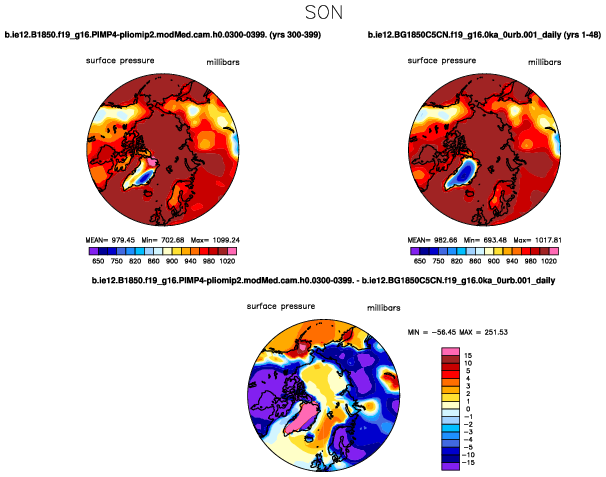 SON
b.ie12.B1850.f19_g16.PIMP4-pliomip2.modMed.cam.h0.0300-0399. (yrs 300-399)
b.ie12.BG1850C5CN.f19_g16.0ka_0urb.001_daily (yrs 1-48)
surface pressure millibars
surface pressure millibars
MEAN= 979.45 Min= 702.68 Max= 1099.24
MEAN= 982.66 Min= 693.48 Max= 1017.81
650 750 820 860 900 940 980 1020
650 750 820 860 900 940 980 1020
b.ie12.B1850.f19_g16.PIMP4-pliomip2.modMed.cam.h0.0300-0399. - b.ie12.BG1850C5CN.f19_g16.0ka_0urb.001_daily
surface pressure millibars
MIN = -56.45 MAX = 251.53
15
10
5
4
3
2
1
0
-1
-2
-3
-4
-5
-10
-15